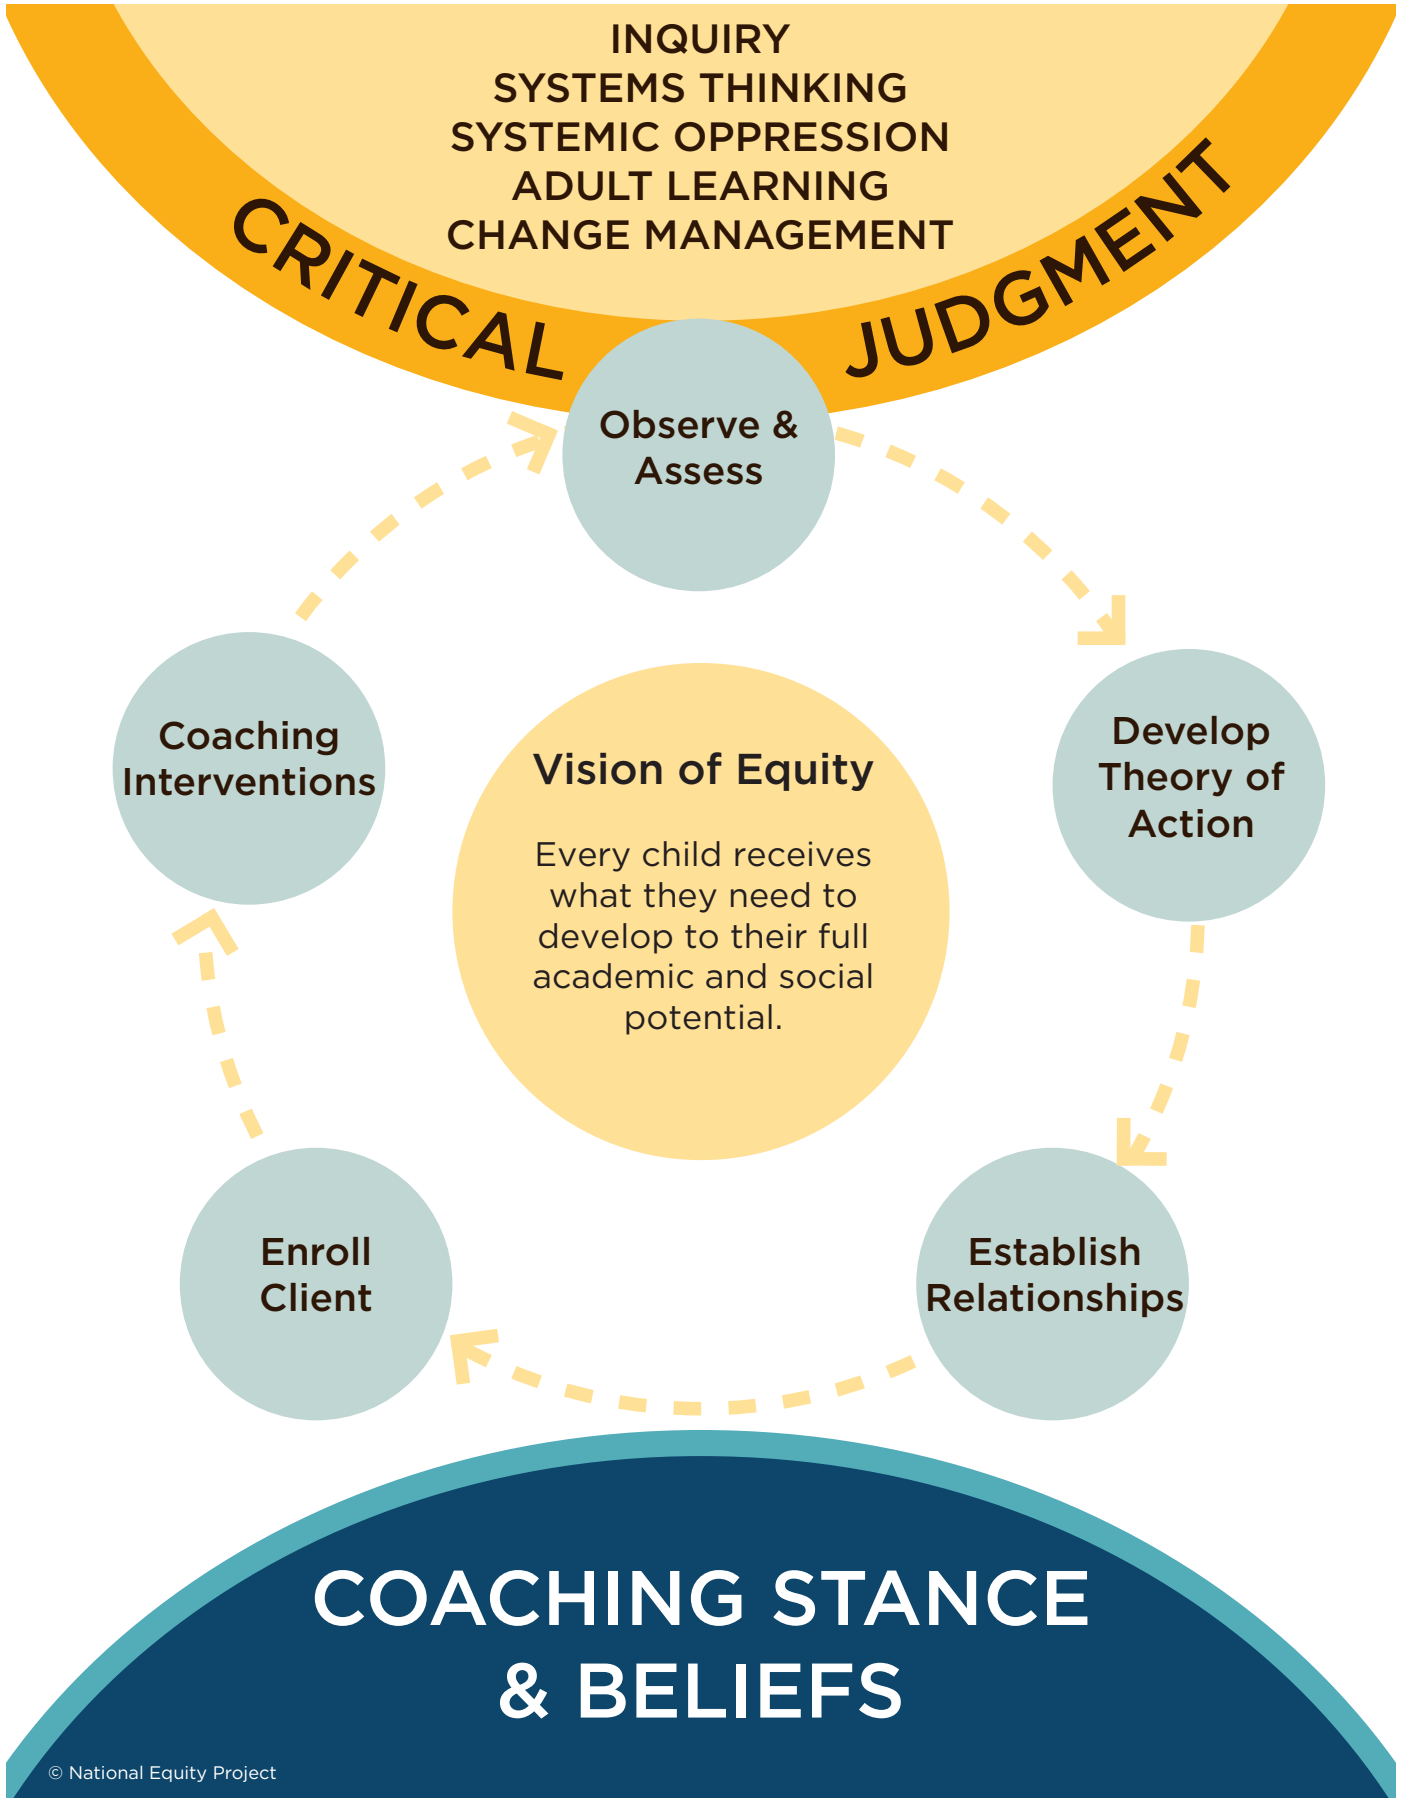 INQUIRY
SYSTEMS THINKING
SYSTEMIC OPPRESSION
ADULT LEARNING
CHANGE MANAGEMENT
CRITICAL JUDGMENT
Observe &
Assess
Develop
Theory of
Action
Establish
Relationships
Enroll
Client
Coaching
Interventions
Vision of Equity
Every child receives
what they need to
develop to their full
academic and social
potential.
COACHING STANCE
& BELIEFS
© National Equity Project